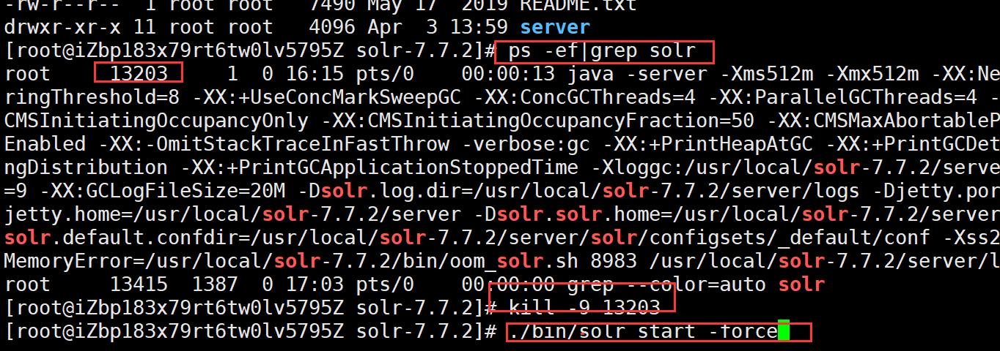 -rw-r--r-- 1 root root 7490 May 17 2019 README.txt
drwxr-xr-x 11 root root 4096 Apr 3 13:59 server
[root@iZbp183x79rt6tw0lv5795Z solr-7.7.2]# ps -ef|grep solr
root 13203 1 0 16:15 pts/0 00:00:13 java -server -Xms512m -Xmx512m -XX:Ne
ringThreshold=8 -XX:+UseConcMarkSweepGC -XX:ConcGCThreads=4 -XX:ParallelGCThreads=4 -
CMSInitiatingOccupancyOnly -XX:CMSInitiatingOccupancyFraction=50 -XX:CMSMaxAbortableP
Enabled -XX:-OmitStackTraceInFastThrow -verbose:gc -XX:+PrintHeapAtGC -XX:+PrintGCDet
ngDistribution -XX:+PrintGCApplicationStoppedTime -Xloggc:/usr/local/solr-7.7.2/serve
=9 -XX:GCLogFileSize=20M -Dsolr.log.dir=/usr/local/solr-7.7.2/server/logs -Djetty.por
jetty.home=/usr/local/solr-7.7.2/server -Dsolr.solr.home=/usr/local/solr-7.7.2/server
solr.default.confdir=/usr/local/solr-7.7.2/server/solr/configsets/_default/conf -Xss2
MemoryError=/usr/local/solr-7.7.2/bin/oom_solr.sh 8983 /usr/local/solr-7.7.2/server/l
root 13415 1387 0 17:03 pts/0 00:00:00 grep --color=auto solr
[root@iZbp183x79rt6tw0lv5795Z solr-7.7.2]# kill -9 13203
[root@iZbp183x79rt6tw0lv5795Z solr-7.7.2]# ./bin/solr start -force